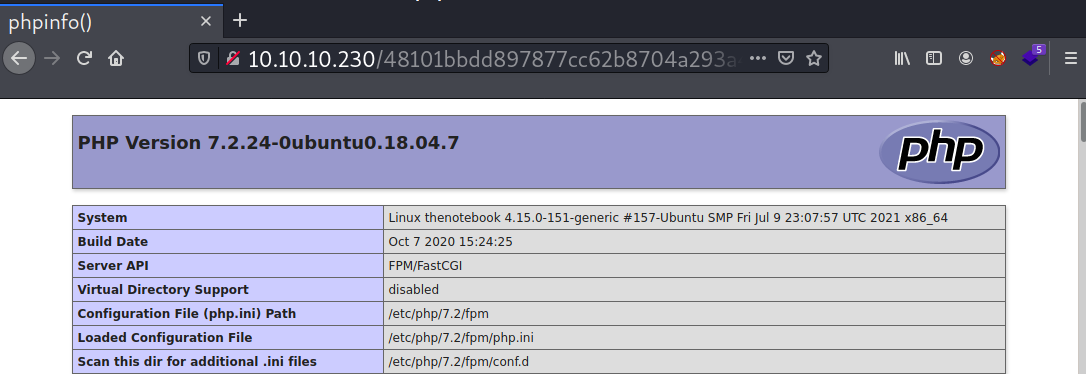 phpinfo()
10.10.10.230/48101bbdd897877cc62b8704a293a
5
PHP Version 7.2.24-0ubuntu0.18.04.7
php
System Linux thenotebook 4.15.0-151-generic #157-Ubuntu SMP Fri Jul 9 23:07:57 UTC 2021 x86_64
Build Date Oct 7 2020 15:24:25
Server API FPM/FastCGI
Virtual Directory Support disabled
Configuration File (php.ini) Path /etc/php/7.2/fpm
Loaded Configuration File /etc/php/7.2/fpm/php.ini
Scan this dir for additional .ini files /etc/php/7.2/fpm/conf.d